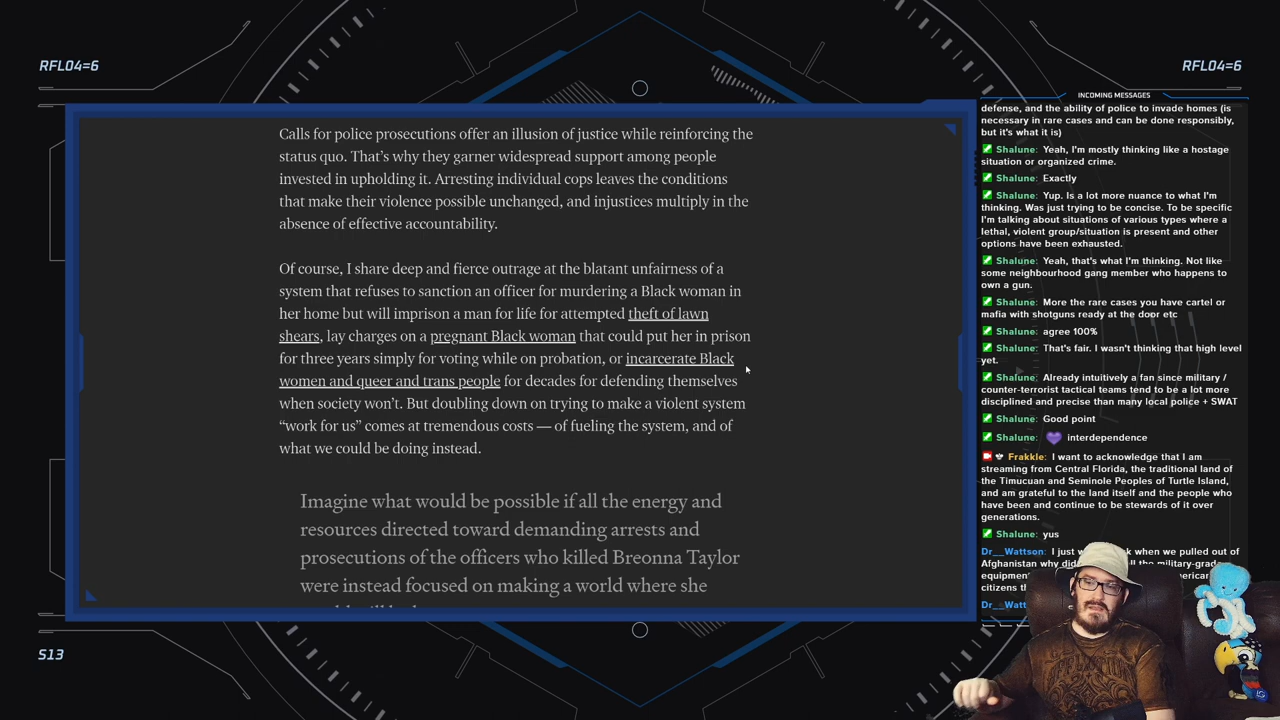 RFL04=6
RFL04=6
Calls for police prosecutions offer an illusion of justice while reinforcing the
status quo. That’s why they garner widespread support among people
invested in upholding it. Arresting individual cops leaves the conditions
that make their violence possible unchanged, and injustices multiply in the
absence of effective accountability.
Of course, I share deep and fierce outrage at the blatant unfairness of a
system that refuses to sanction an officer for murdering a Black woman in
her home but will imprison a man for life for attempted theft of lawn
shears, lay charges on a pregnant Black woman that could put her in prison
for three years simply for voting while on probation, or incarcerate Black
women and queer and trans people for decades for defending themselves
when society won’t. But doubling down on trying to make a violent system
“work for us” comes at tremendous costs — of fueling the system, and of
what we could be doing instead.
Imagine what would be possible if all the energy and
resources directed toward demanding arrests and
prosecutions of the officers who killed Breonna Taylor
were instead focused on making a world where she
S13
INCOMING MESSAGES
defense, and the ability of police to invade homes (is
necessary in rare cases and can be done responsibly,
but it's what it is)
Shalune: Yeah, I'm mostly thinking like a hostage
situation or organized crime.
Shalune: Exactly
Shalune: Yup. Is a lot more nuance to what I'm
thinking. Was just trying to be concise. To be specific
I'm talking about situations of various types where a
lethal, violent group/situation is present and other
options have been exhausted.
Shalune: Yeah, that's what I'm thinking. Not like
some neighbourhood gang member who happens to
own a gun.
Shalune: More the rare cases you have cartel or
mafia with shotguns ready at the door etc
Shalune: agree 100%
Shalune: That's fair. I wasn't thinking that high level
yet.
Shalune: Already intuitively a fan since military /
counter-terrorist tactical teams tend to be a lot more
disciplined and precise than many local police + SWAT
Shalune: Good point
Shalune: interdependence
Frakkle: I want to acknowledge that I am
streaming from Central Florida, the traditional land of
the Timucuan and Seminole Peoples of Turtle Island,
and am grateful to the land itself and the people who
have been and continue to be stewards of it over
generations.
Shalune: yus
Dr__Wattson: I just when we pulled out of
Afghanistan why the military-grade
citizens